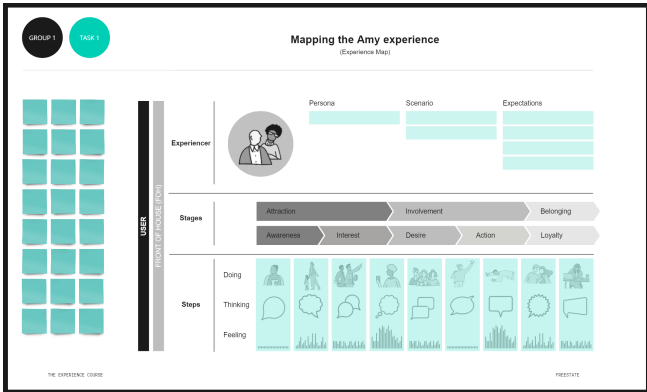 GROUP 1
TASK 1
Mapping the Amy experience
(Experience Map)
Persona
Scenario
Expectations
Experiencer
USER
FRONT OF HOUSE (FOH)
Stages
Attraction
Involvement
Belonging
Awareness
Interest
Desire
Action
Loyalty
Steps
Doing
Thinking
Feeling
THE EXPERIENCE COURSE
FREESTATE